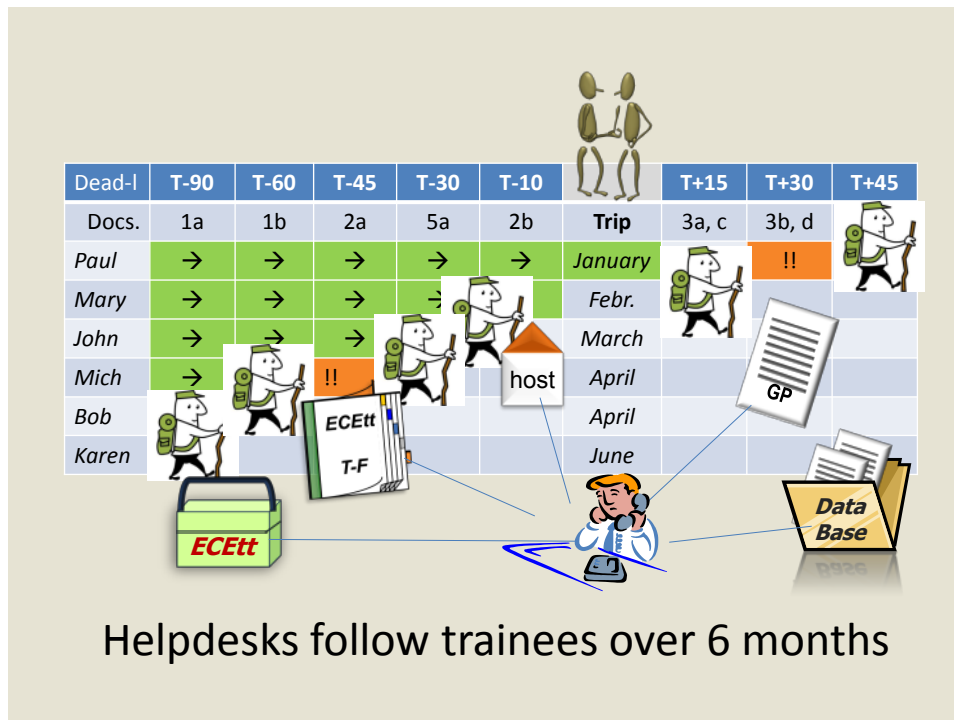 Dead-l T-90 T-60 T-45 T-30 T-10 T+15 T+30 T+45
Docs. 1a 1b 2a 5a 2b Trip 3a, c 3b, d
Paul → → → → → January !!
Mary → → → → Febr.
John → → → March
Mich → !! April
Bob April
Karen June
host
GP
ECEtt
T-F
ECEtt
Data
Base
Helpdesks follow trainees over 6 months